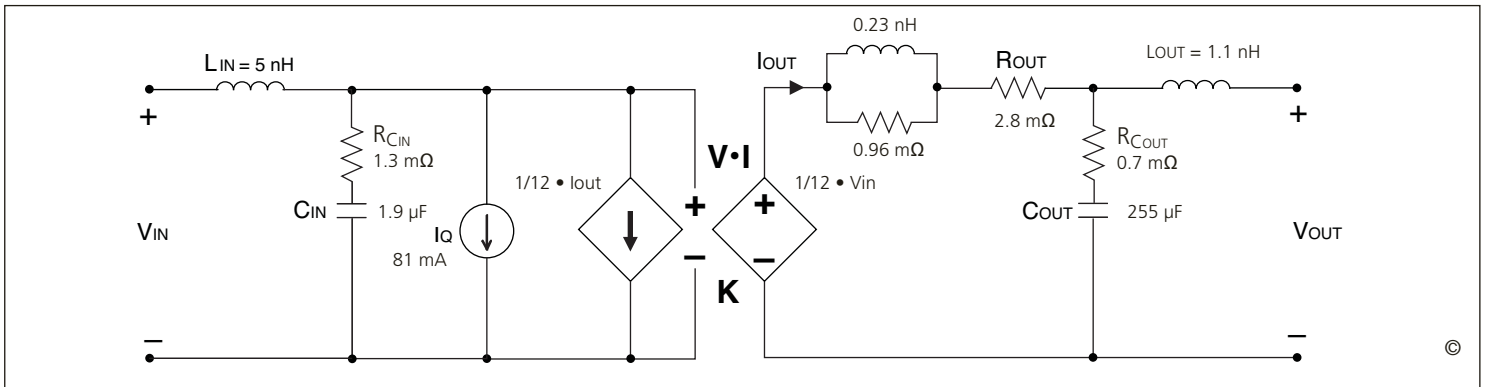 LIN = 5 nH
+
−
VIN
RCIN
1.3 mΩ
CIN
1.9 µF
IQ
81 mA
1/12 • Iout
+
−
V•I
K
1/12 • Vin
+
−
IOUT
0.23 nH
0.96 mΩ
ROUT
2.8 mΩ
RCOUT
0.7 mΩ
COUT
255 µF
LOUT = 1.1 nH
+
−
VOUT
©